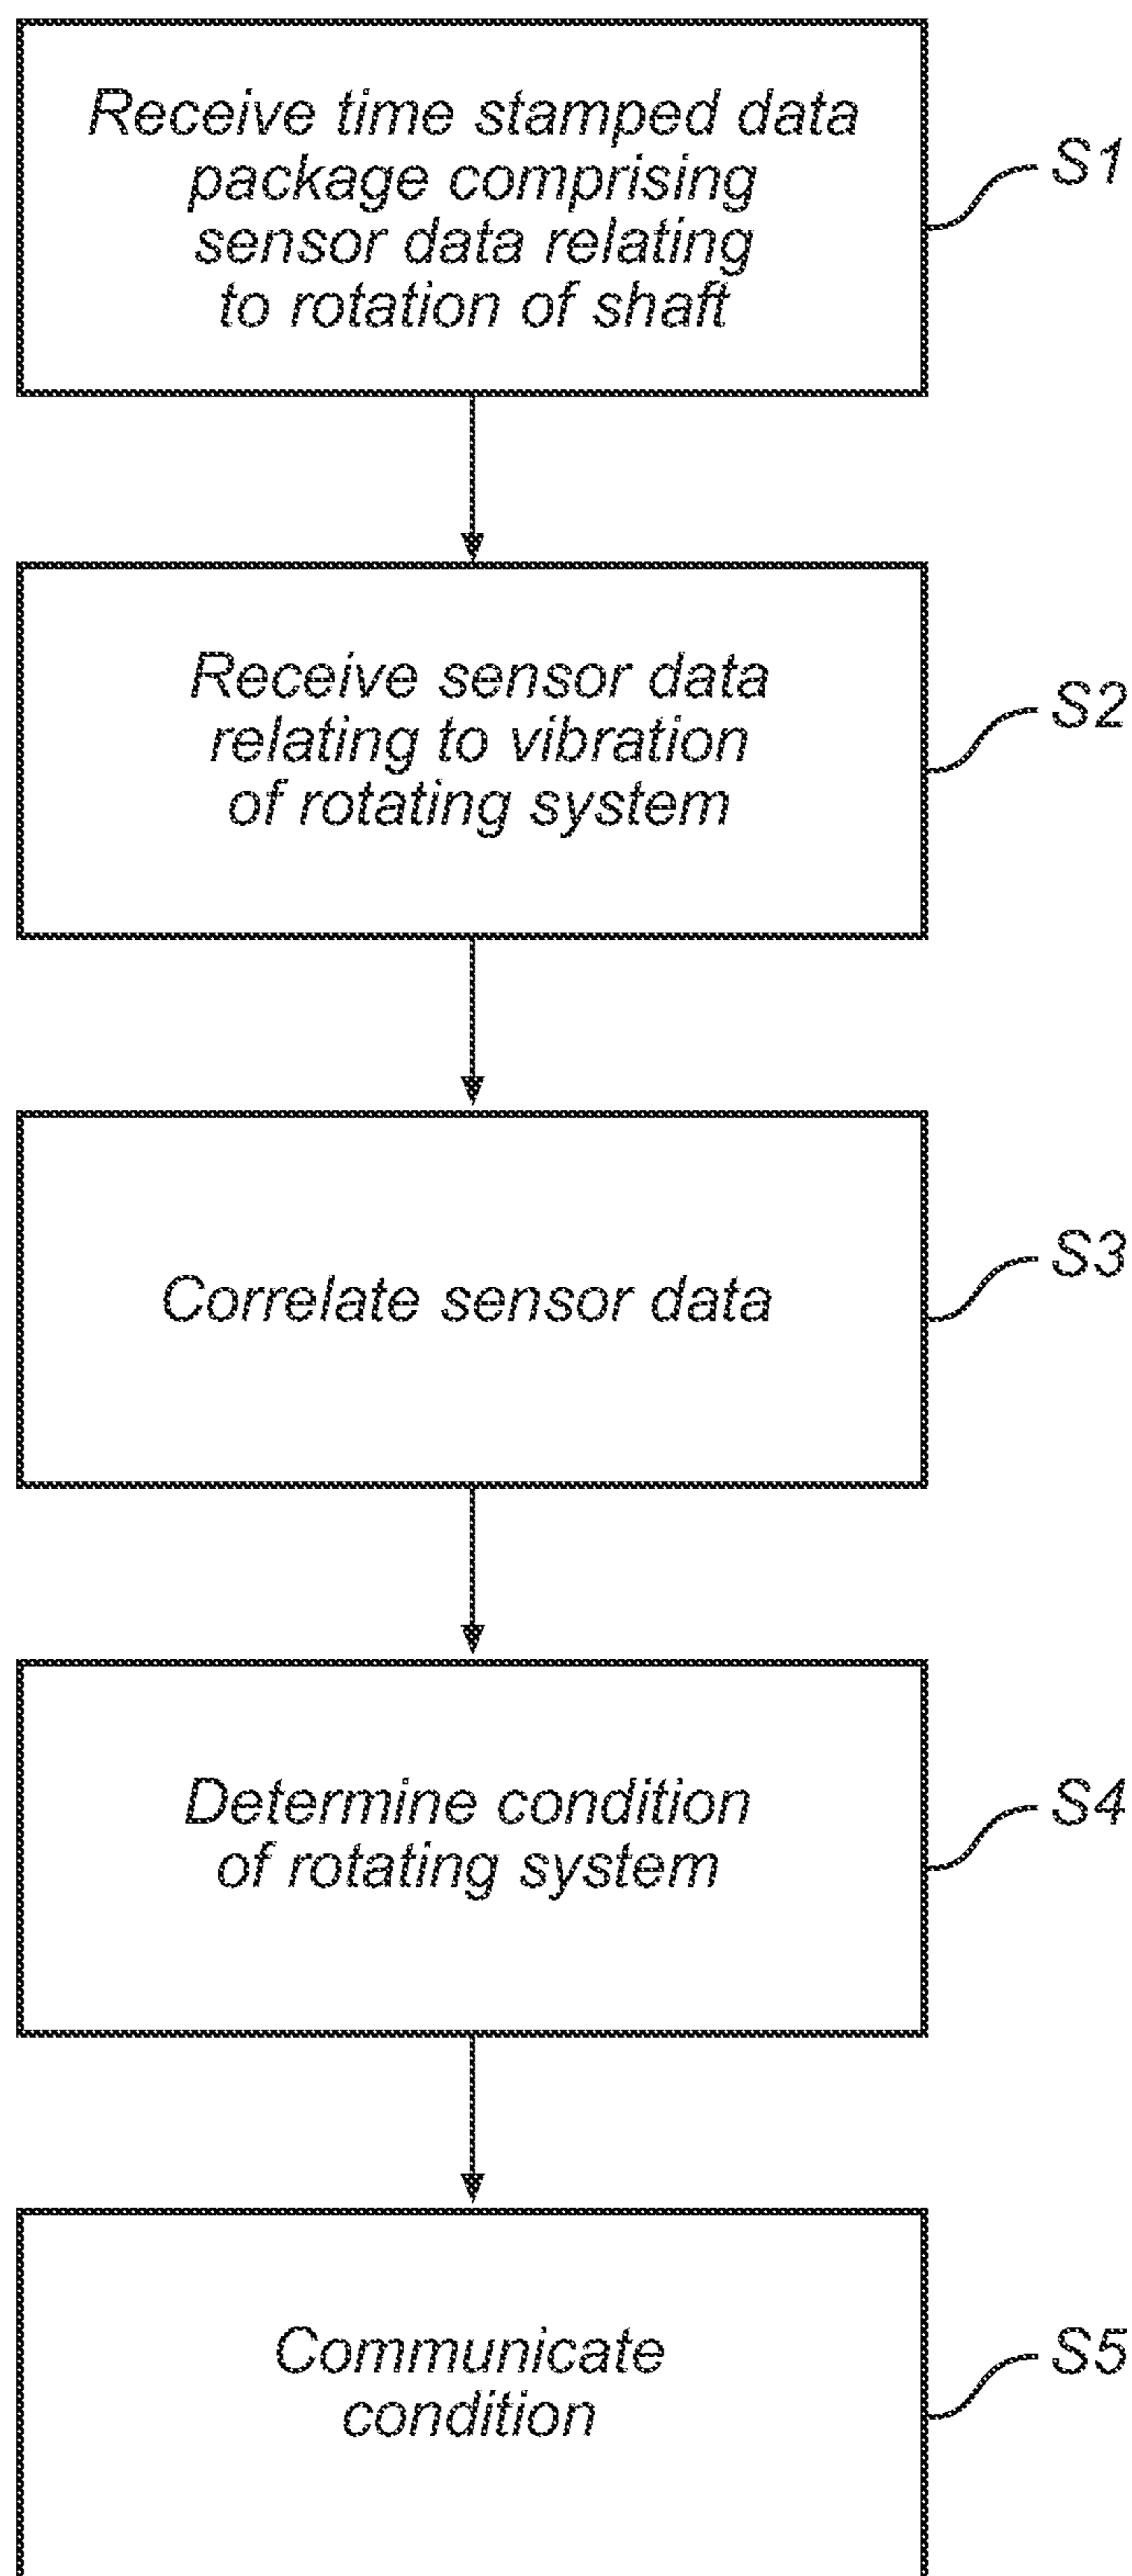 Receive time stamped data
package comprising
sensor data relating
to rotation of shaft
S1
Receive sensor data
relating to vibration
of rotating system
S2
Correlate sensor data
S3
Determine condition
of rotating system
S4
Communicate
condition
S5